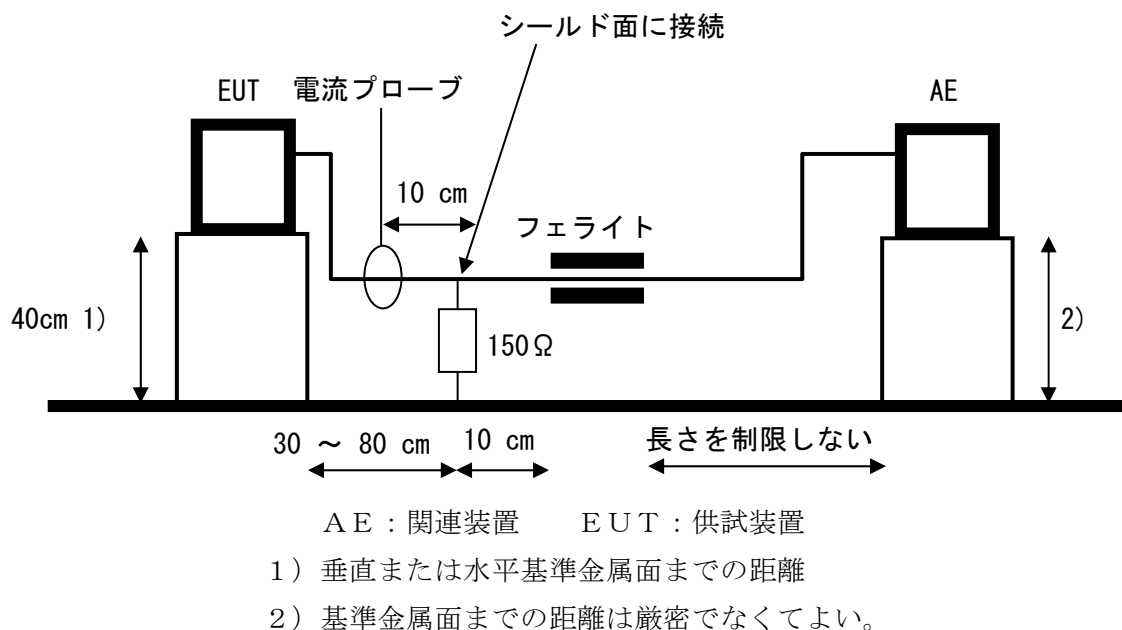 シールド面に接続
EUT
電流プローブ
AE
10 cm
フェライト
40cm 1)
150Ω
2)
30 ～ 80 cm
10 cm
長さを制限しない
ＡＥ：関連装置　　ＥＵＴ：供試装置
１）垂直または水平基準金属面までの距離
２）基準金属面までの距離は厳密でなくてよい。